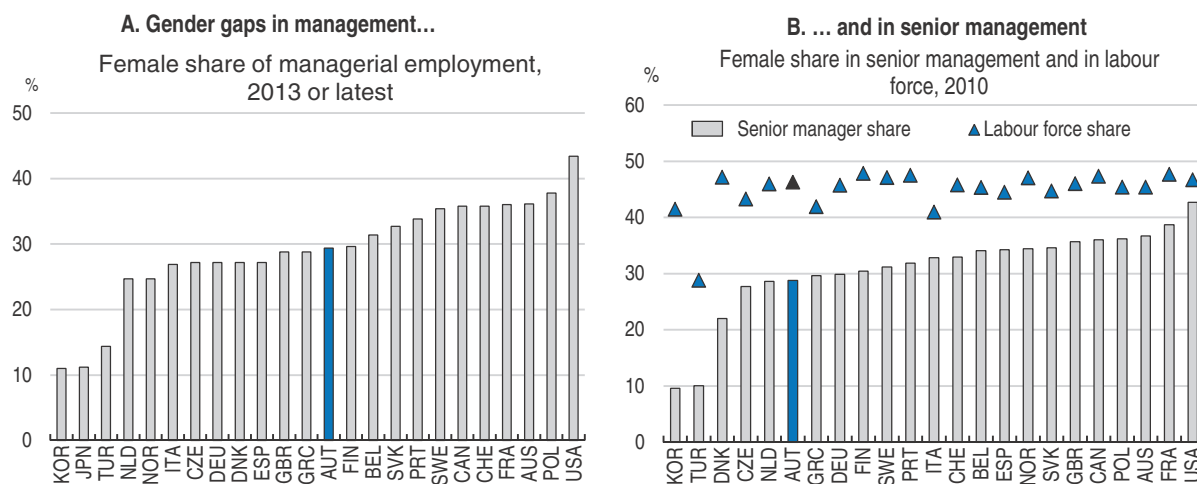 A. Gender gaps in management…
Female share of managerial employment,
2013 or latest
%
50
40
30
20
10
0
KOR
JPN
TUR
NLD
NOR
ITA
CZE
DEU
DNK
ESP
GBR
GRC
AUT
FIN
BEL
SVK
PRT
SWE
CAN
CHE
FRA
AUS
POL
USA
B. … and in senior management
Female share in senior management and in labour
force, 2010
%
60
Senior manager share
Labour force share
50
40
30
20
10
0
KOR
TUR
DNK
CZE
NLD
AUT
GRC
DEU
FIN
SWE
PRT
ITA
CHE
BEL
ESP
NOR
SVK
GBR
CAN
POL
AUS
FRA
USA